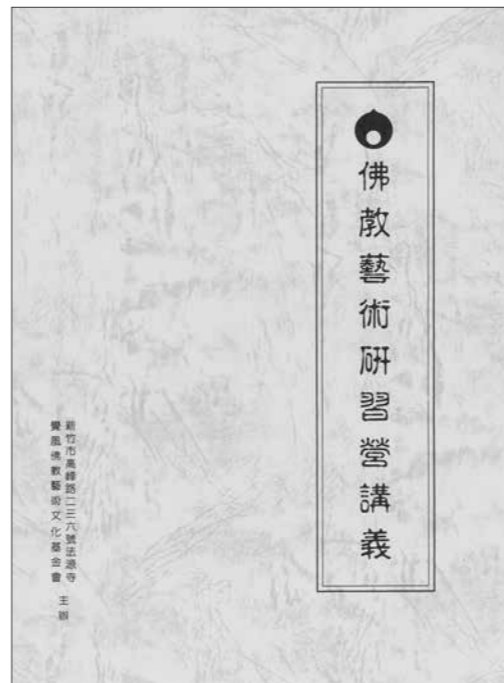 佛教藝術研習營講義
新竹市高峰路二三六號法源寺
覺風佛教藝術文化基金會 主辦